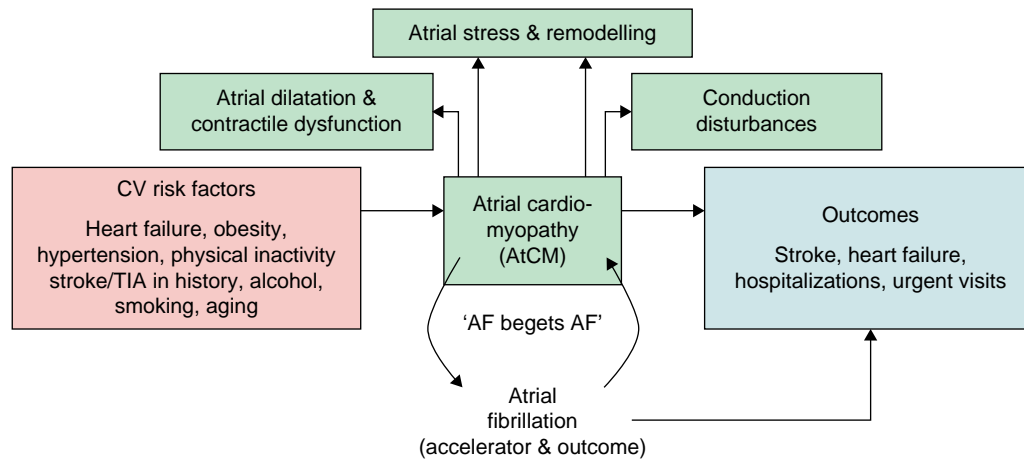 Atrial stress & remodelling
Atrial dilatation &
contractile dysfunction
Conduction
disturbances
CV risk factors
Heart failure, obesity,
hypertension, physical inactivity
stroke/TIA in history, alcohol,
smoking, aging
Atrial cardio-
myopathy
(AtCM)
Outcomes
Stroke, heart failure,
hospitalizations, urgent visits
‘AF begets AF’
Atrial
fibrillation
(accelerator & outcome)